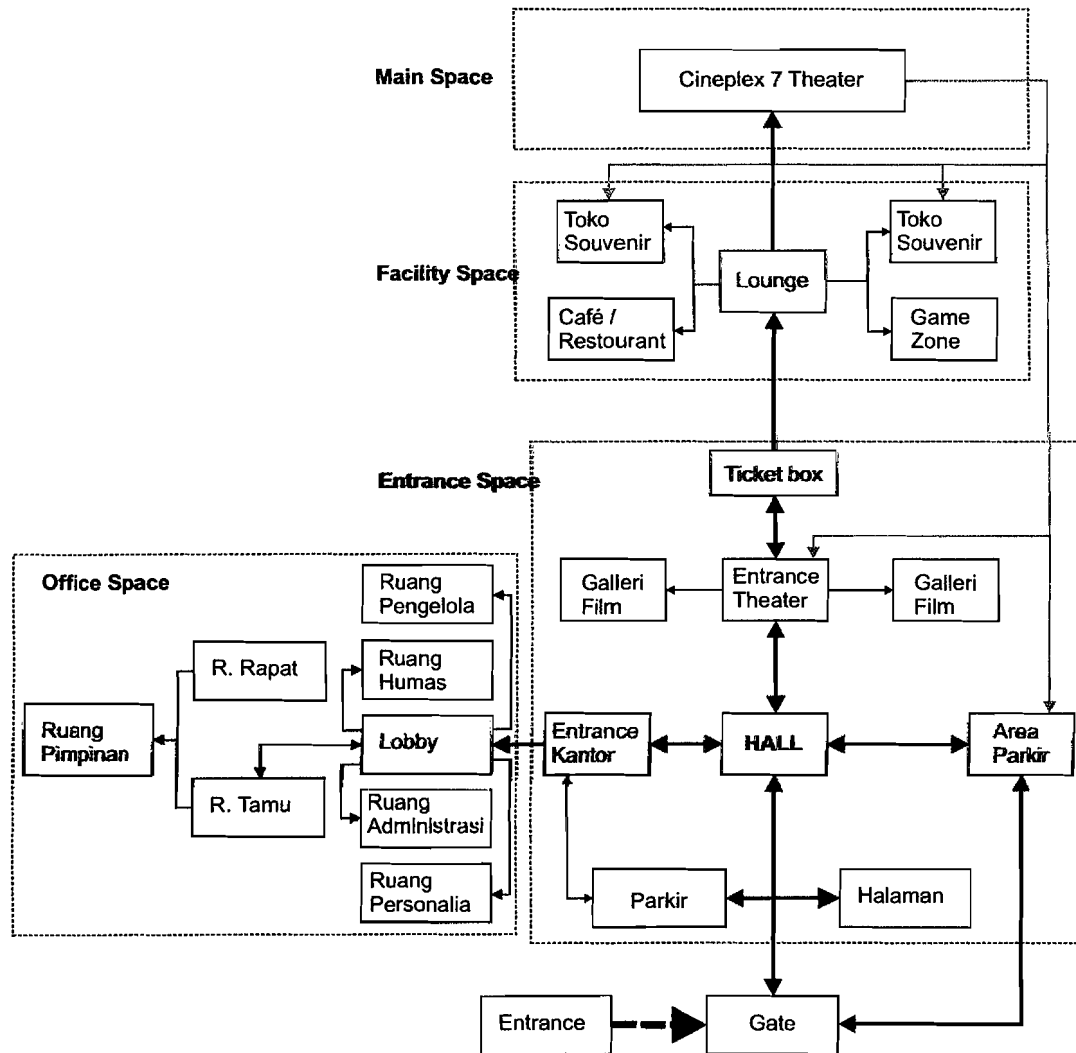 Main Space
Cineplex 7 Theater
Facility Space
Toko
Souvenir
Toko
Souvenir
Lounge
Café /
Restourant
Game
Zone
Entrance Space
Ticket box
Galleri
Film
Entrance
Theater
Galleri
Film
Office Space
Ruang
Pengelola
R. Rapat
Ruang
Humas
Ruang
Pimpinan
Lobby
R. Tamu
Ruang
Administrasi
Ruang
Personalia
Entrance
Kantor
HALL
Area
Parkir
Parkir
Halaman
Entrance
Gate